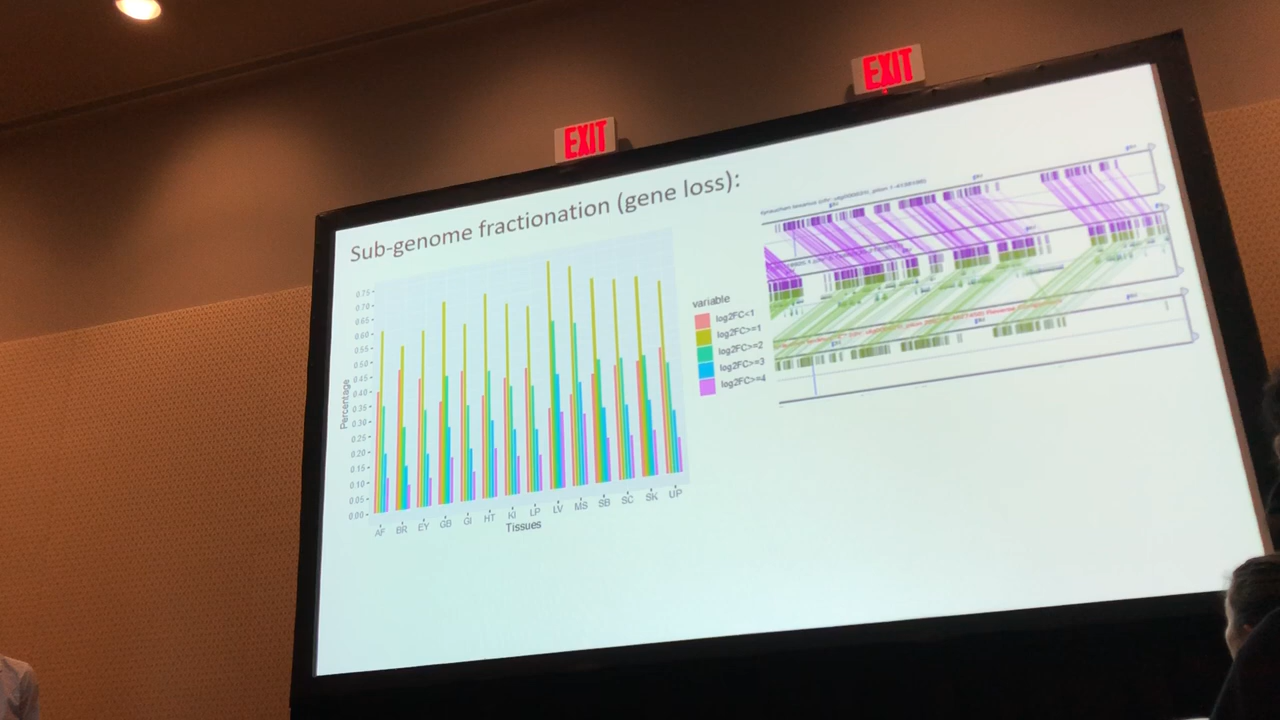 EXIT
EXIT
Sub-genome fractionation (gene loss):
Percentage
0.75
0.70
0.65
0.60
0.55
0.50
0.45
0.40
0.35
0.30
0.25
0.20
0.15
0.10
0.05
0.00
AF BR EY GB GI HT KI LP LV MS SB SC SK UP
Tissues
variable
log2FC<1
log2FC>=1
log2FC>=2
log2FC>=3
log2FC>=4